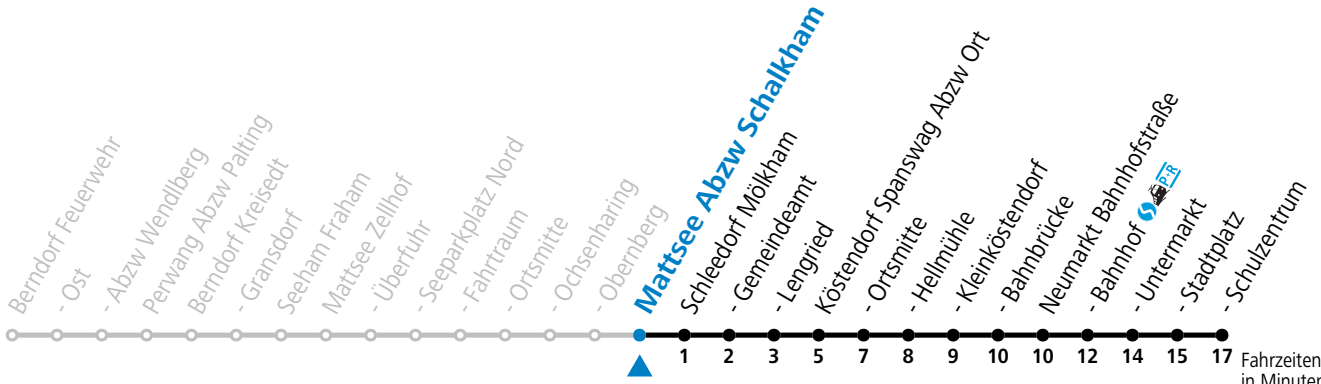 Berndorf Feuerwehr
- Ost
- Abzw Wendlberg
Perwang Abzw Palting
Berndorf Kreisedt
- Gransdorf
Seeham Fraham
Mattsee Zellhof
- Überfuhr
- Seeparkplatz Nord
- Fahrtraum
- Ortsmitte
- Ochsenharing
- Obernberg
Mattsee Abzw Schalkham
Schleedorf Mölkham
- Gemeindeamt
- Lengried
Köstendorf Spanswag Abzw Ort
- Ortsmitte
- Hellmühle
- Kleinköstendorf
- Bahnbrücke
Neumarkt Bahnhofstraße
- Bahnhof S P+R
- Untermarkt
- Stadtplatz
- Schulzentrum
1 2 3 5 7 8 9 10 10 12 14 15 17 Fahrzeiten
in Minuten